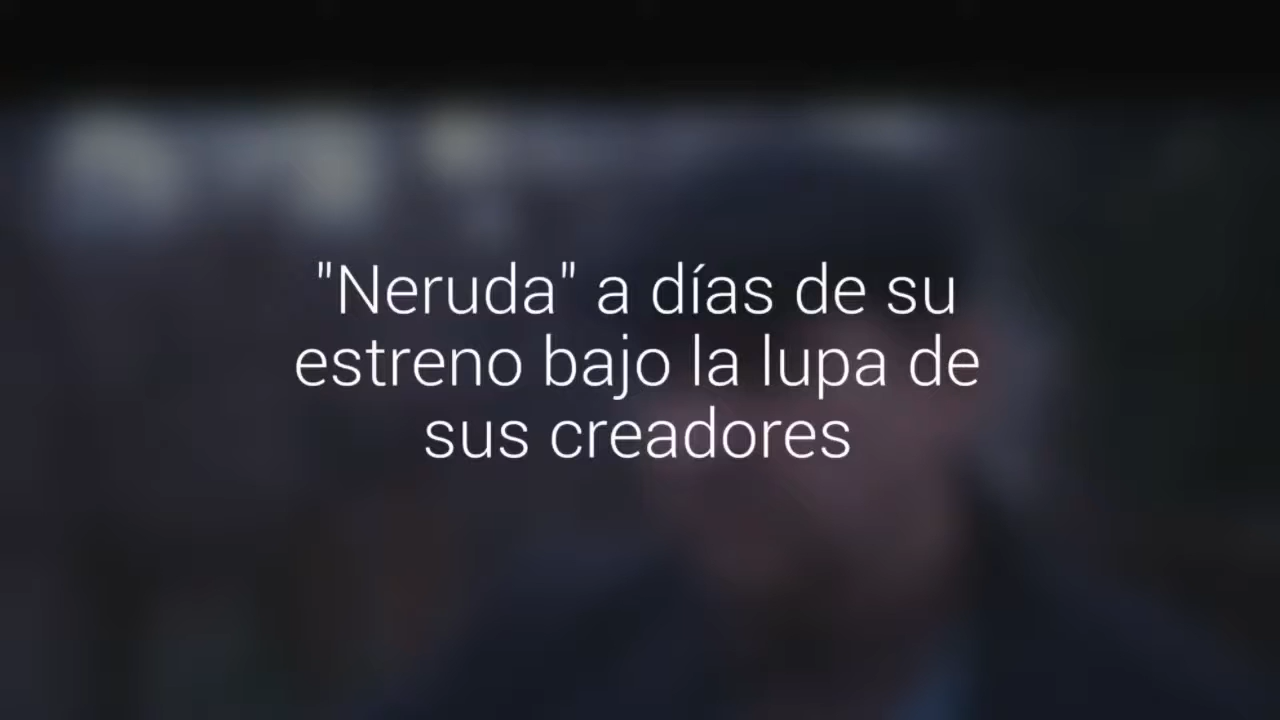 "Neruda" a días de su
estreno bajo la lupa de
sus creadores